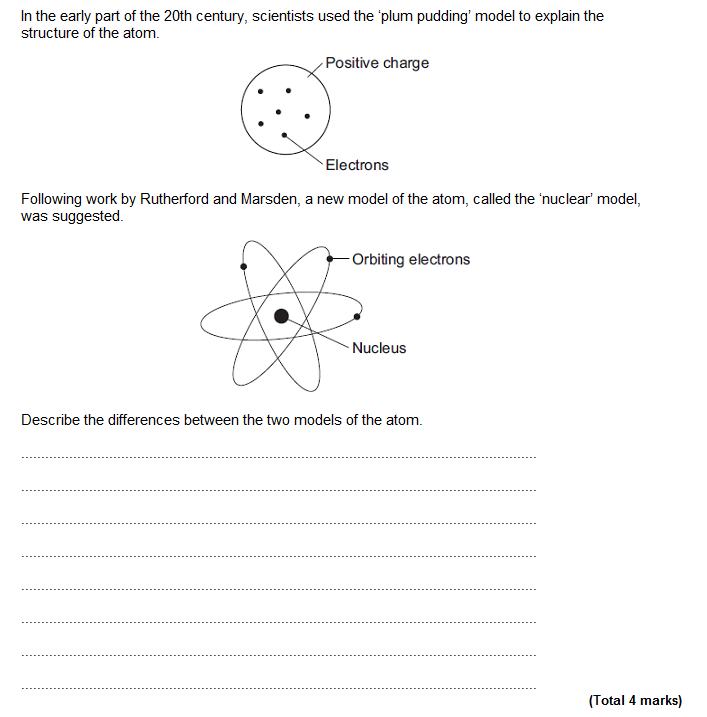 In the early part of the 20th century, scientists used the ‘plum pudding’ model to explain the
structure of the atom.
Positive charge
Electrons
Following work by Rutherford and Marsden, a new model of the atom, called the ‘nuclear’ model,
was suggested.
Orbiting electrons
Nucleus
Describe the differences between the two models of the atom.
(Total 4 marks)